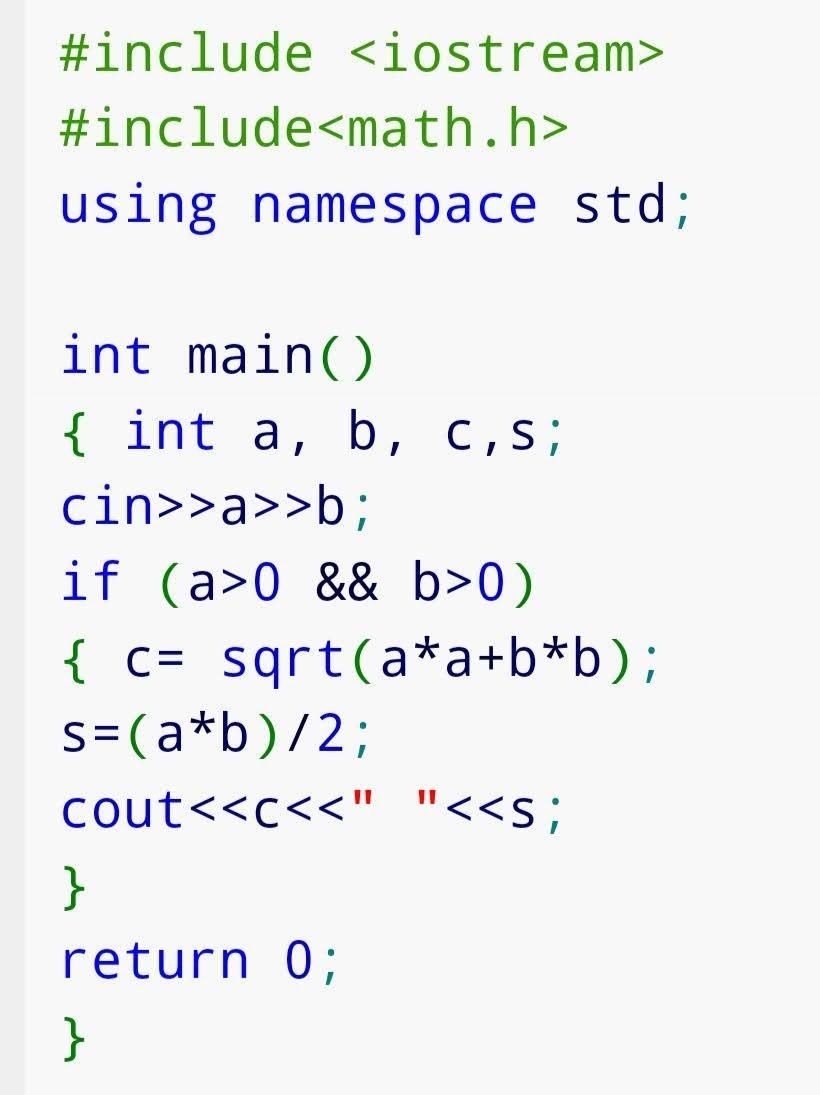 #include <iostream>
#include<math.h>
using namespace std;
int main()
{ int a, b, c,s;
cin>>a>>b;
if (a>0 && b>0)
{ c= sqrt(a*a+b*b);
s=(a*b)/2;
cout<<c<<" "<<s;
}
return 0;
}